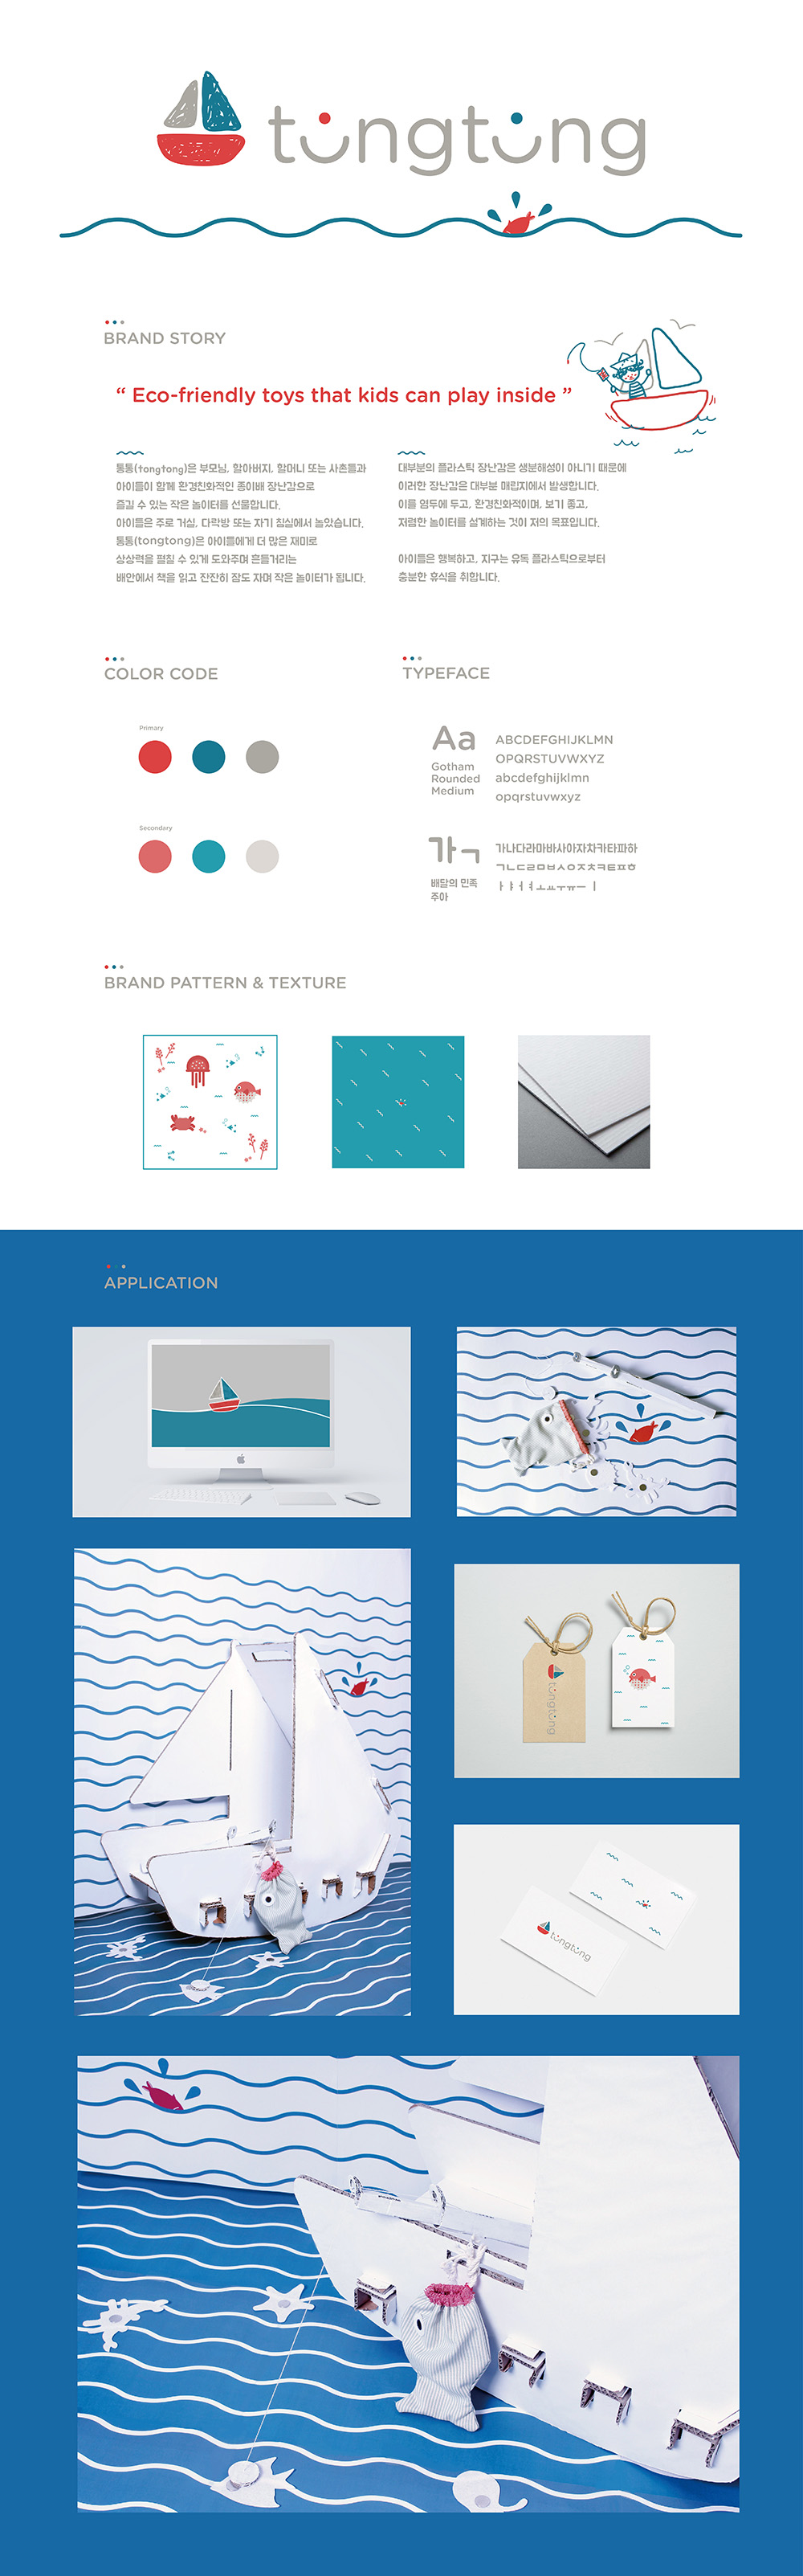 tungtung
BRAND STORY
“ Eco-friendly toys that kids can play inside ”
통통(tongtong)은 부모님, 할아버지, 할머니 또는 사촌들과
아이들이 함께 환경친화적인 종이배 장난감으로
즐길 수 있는 작은 놀이터를 선물합니다.
아이들은 주로 거실, 다락방 또는 자기 침실에서 놀았습니다.
통통(tongtong)은 아이들에게 더 많은 재미로
상상력을 펼칠 수 있게 도와주며 흔들거리는
배안에서 책을 읽고 잔잔히 잠도 자며 작은 놀이터가 됩니다.
대부분의 플라스틱 장난감은 생분해성이 아니기 때문에
이러한 장난감은 대부분 매립지에서 발생합니다.
이를 염두에 두고, 환경친화적이며, 보기 좋고,
저렴한 놀이터를 설계하는 것이 저의 목표입니다.
아이들은 행복하고, 지구는 유독 플라스틱으로부터
충분한 휴식을 취합니다.
COLOR CODE
Primary
Secondary
TYPEFACE
Aa
Gotham
Rounded
Medium
ABCDEFGHIJKLMN
OPQRSTUVWXYZ
abcdefghijklmn
opqrstuvwxyz
가ㄱ
배달의 민족
주아
가나다라마바사아자차카타파하
ㄱㄴㄷㄹㅁㅂㅅㅇㅈㅊㅋㅌㅍㅎ
ㅏㅑㅓㅕㅗㅛㅜㅠㅡㅣ
BRAND PATTERN & TEXTURE
APPLICATION
tungtung
tungtung